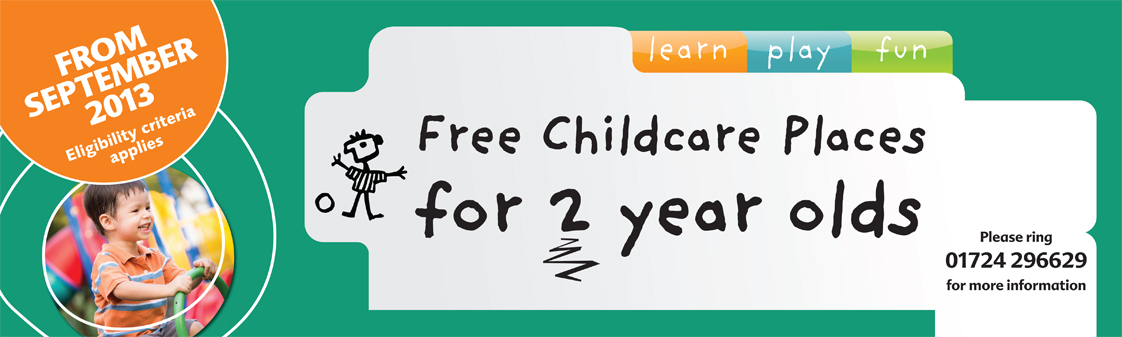 FROM
SEPTEMBER
2013
Eligibility criteria
applies
learn play fun
Free Childcare Places
for 2 year olds
Please ring
01724 296629
for more information